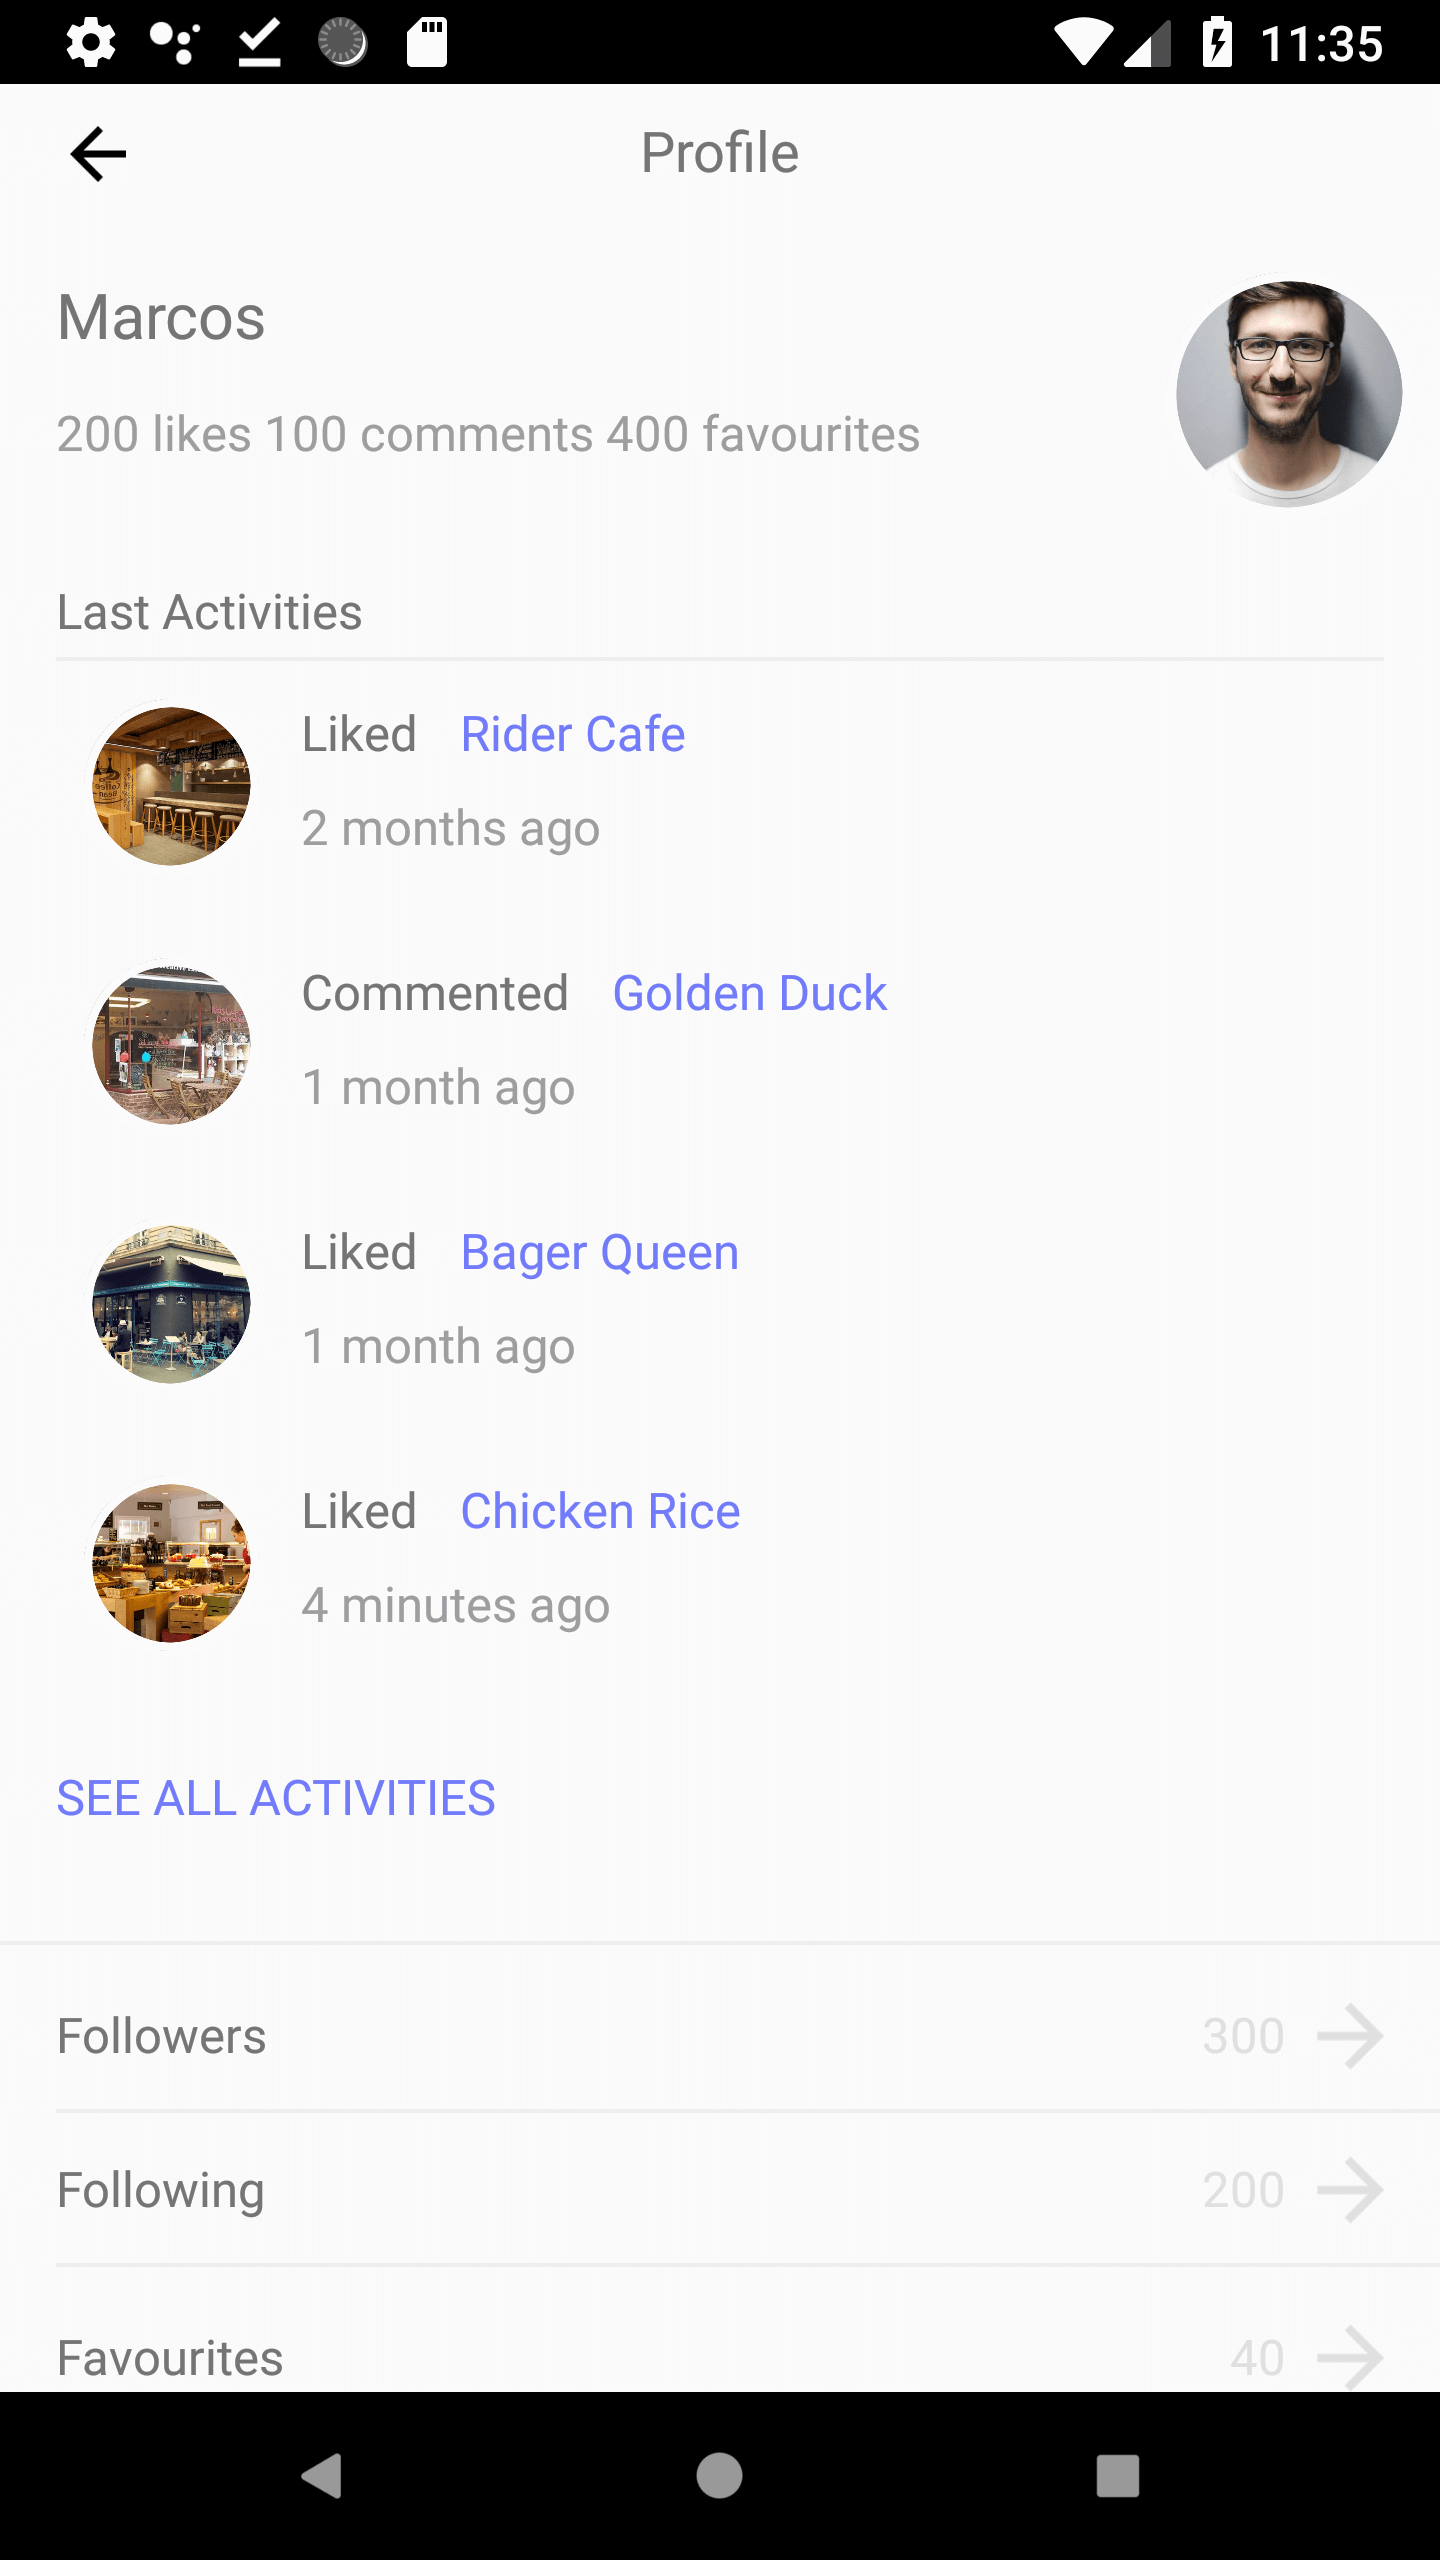 11:35
Profile
Marcos
200 likes 100 comments 400 favourites
Last Activities
Liked Rider Cafe
2 months ago
Commented Golden Duck
1 month ago
Liked Bager Queen
1 month ago
Liked Chicken Rice
4 minutes ago
SEE ALL ACTIVITIES
Followers 300
Following 200
Favourites 40